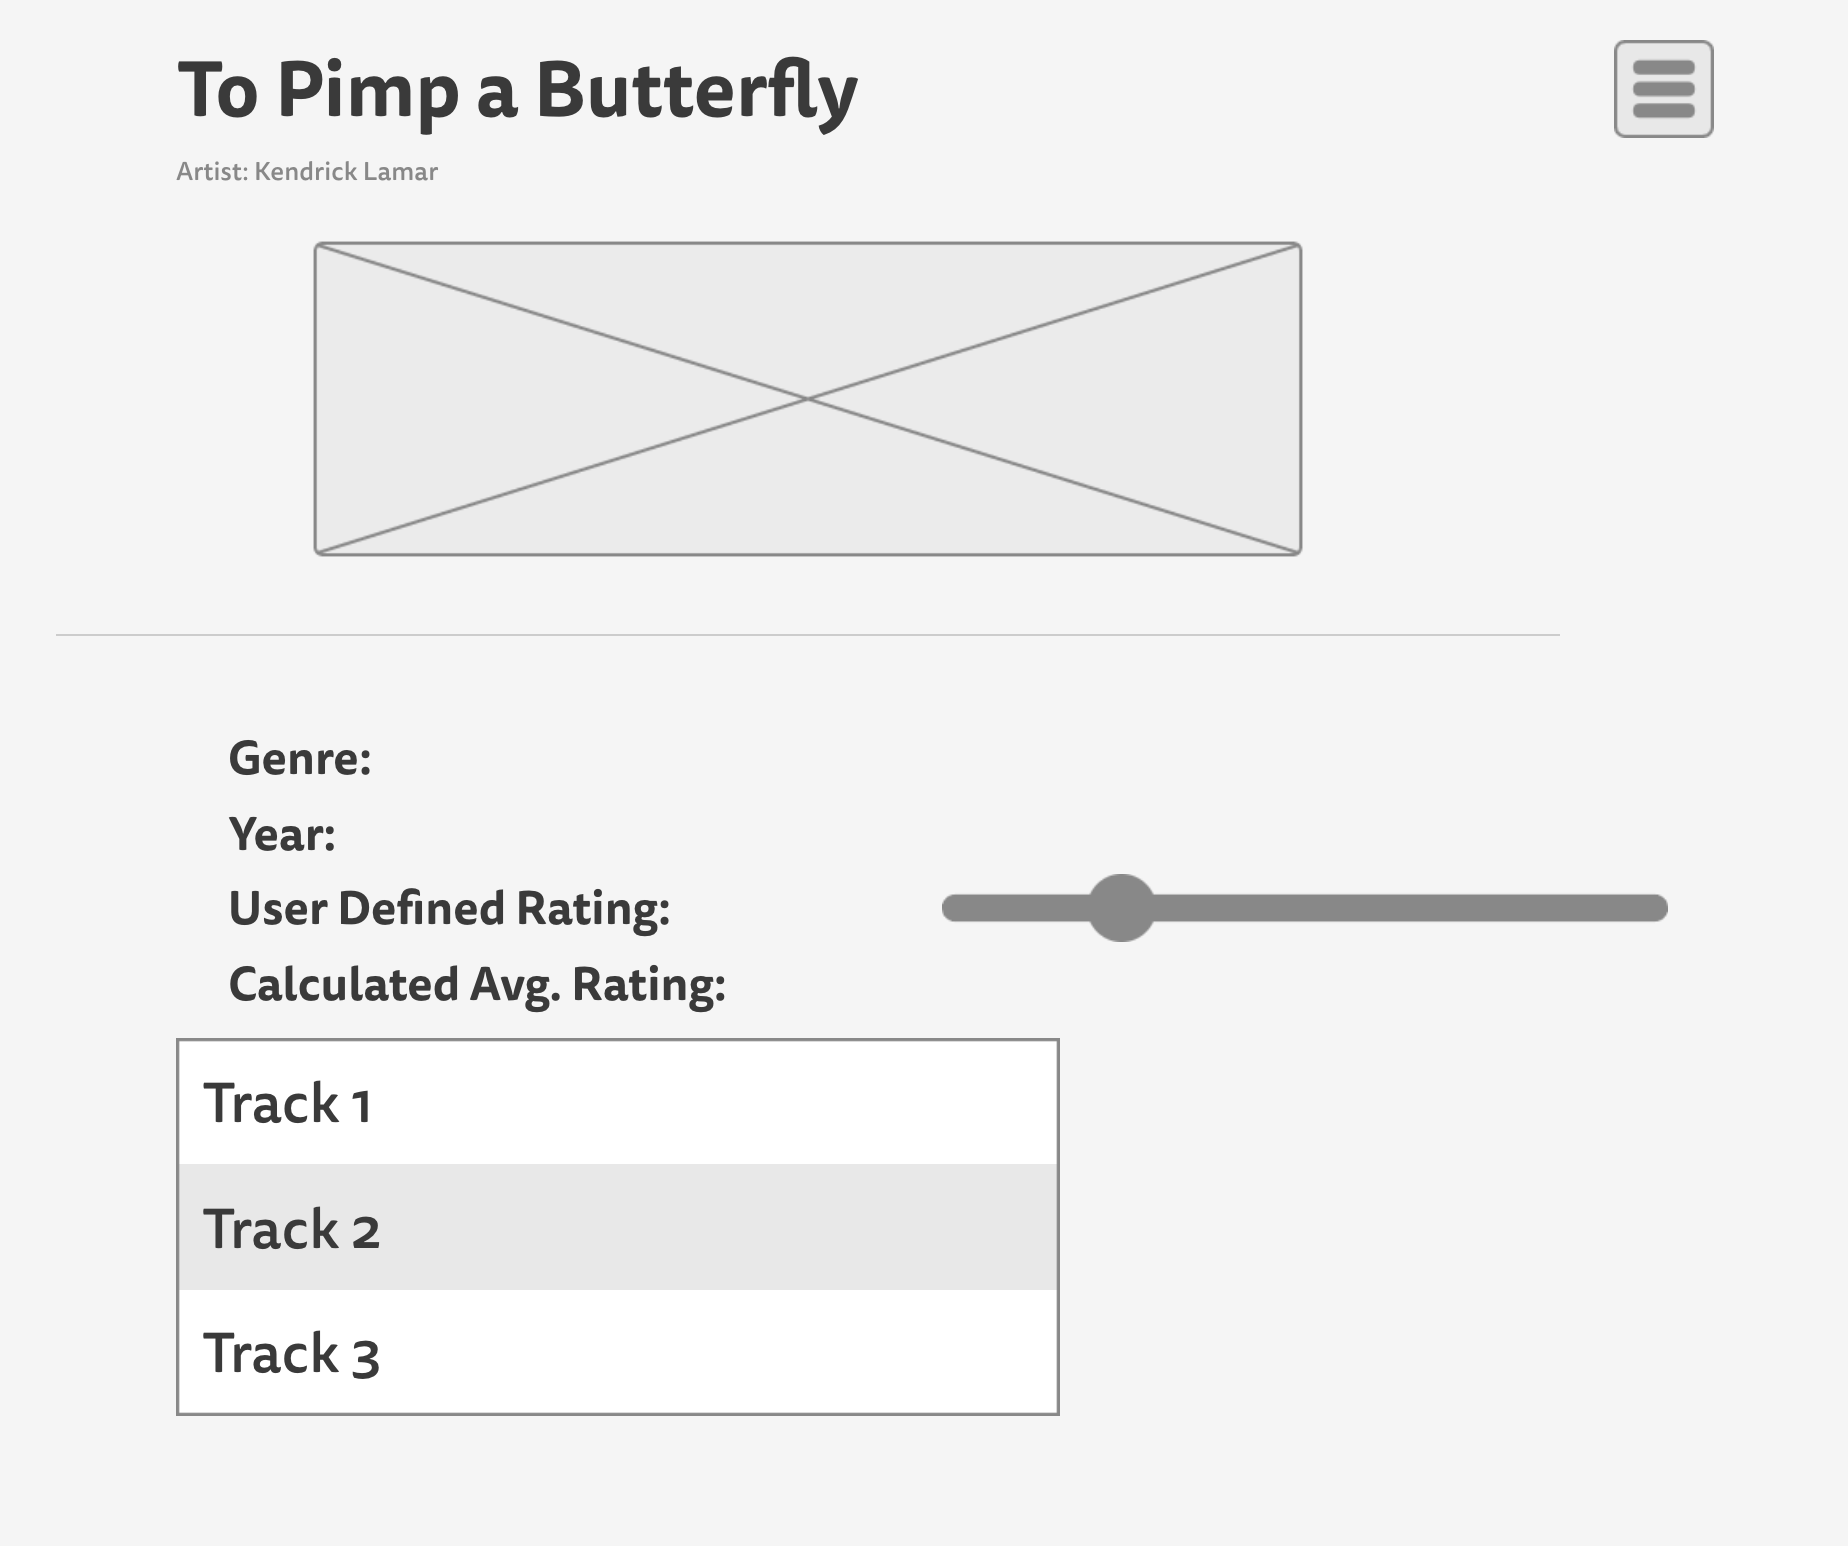 To Pimp a Butterfly
Artist: Kendrick Lamar
Genre:
Year:
User Defined Rating:
Calculated Avg. Rating:
Track 1
Track 2
Track 3